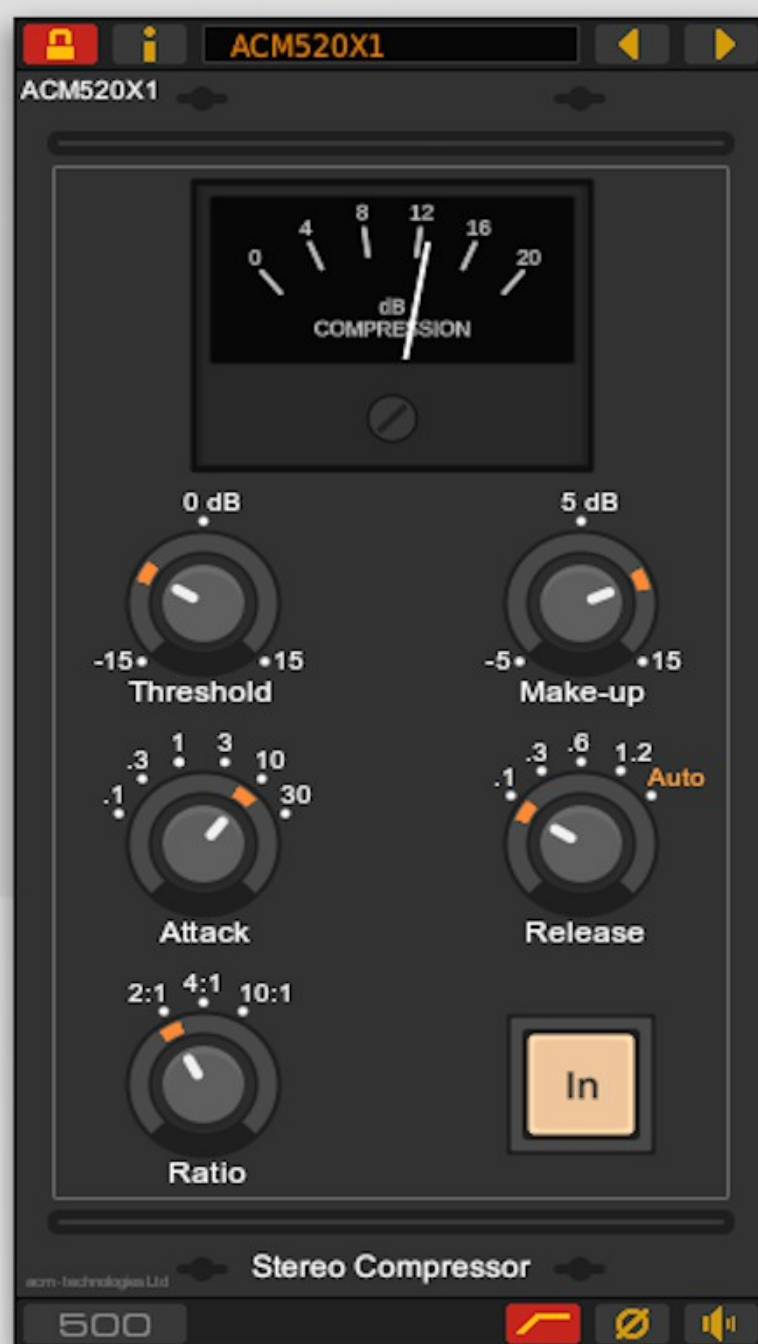 ACM520X1
ACM520X1
0 4 8 12 16 20
dB
COMPRESSION
0 dB
-15 15
Threshold
5 dB
-5 15
Make-up
.1 .3 1 3 10 30
Attack
.1 .3 .6 1.2 Auto
Release
2:1 4:1 10:1
Ratio
In
Stereo Compressor
acm-technologies Ltd
500